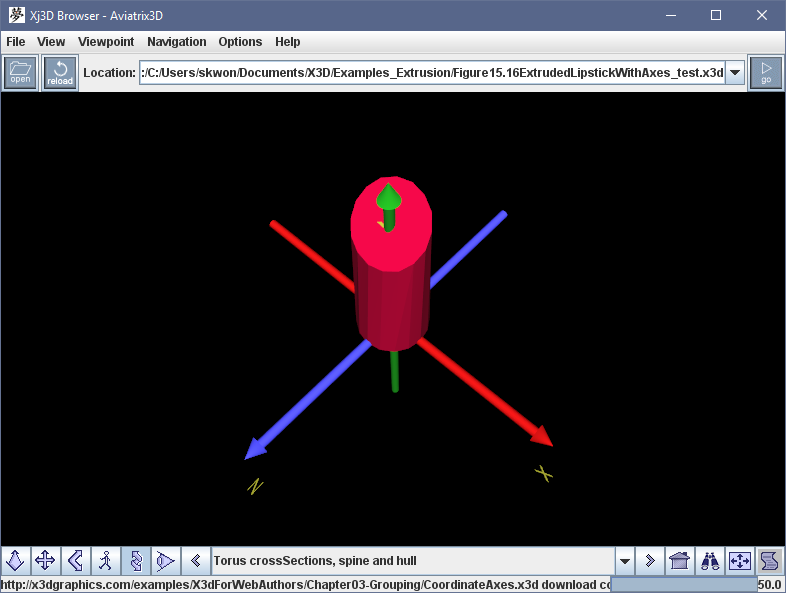 Xj3D Browser - Aviatrix3D
File View Viewpoint Navigation Options Help
open reload Location: :/C:/Users/skwon/Documents/X3D/Examples_Extrusion/Figure15.16ExtrudedLipstickWithAxes_test.x3d go
Z X
Torus crossSections, spine and hull
http://x3dgraphics.com/examples/X3dForWebAuthors/Chapter03-Grouping/CoordinateAxes.x3d download co 50.0